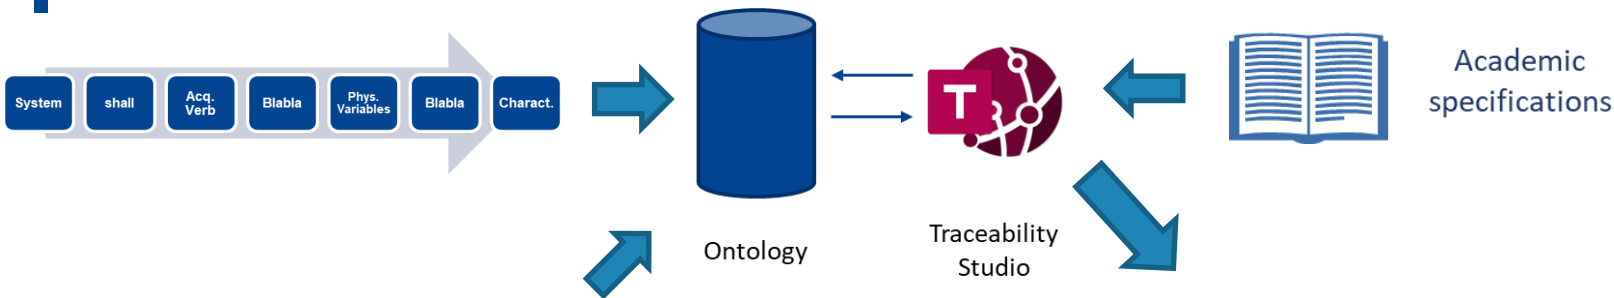 System
shall
Acq.
Verb
Blabla
Phys.
Variables
Blabla
Charact.
Ontology
T
Traceability
Studio
Academic
specifications